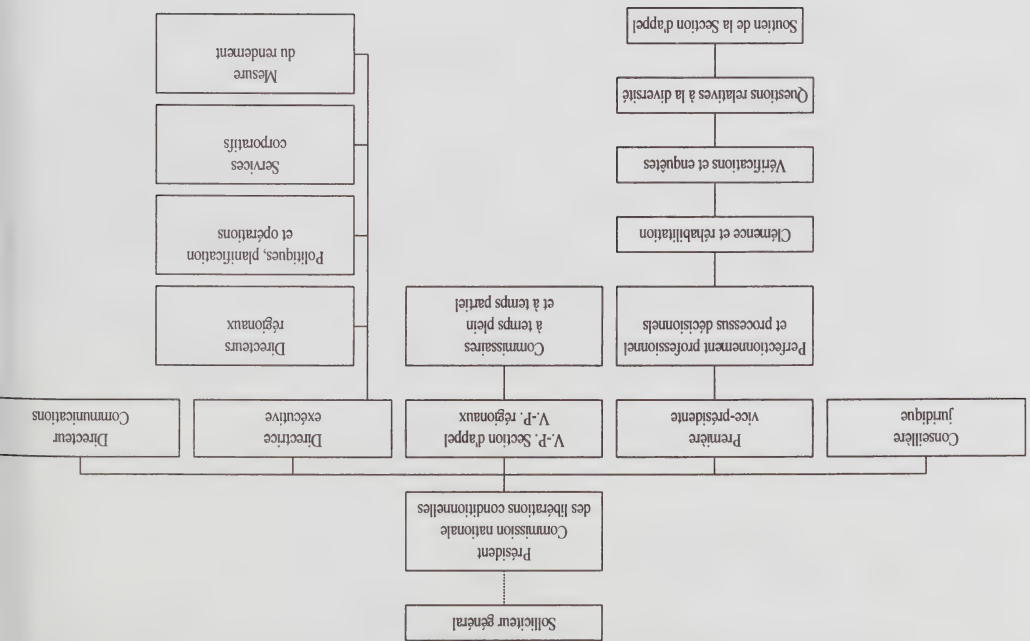 Solliciteur général
Président
Commission nationale
des libérations conditionnelles
Conseillère
juridique
Première
vice-présidente
V.-P. Section d'appel
V.-P. régionaux
Directrice
exécutive
Directeur
Communications
Perfectionnement professionnel
et processus décisionnels
Clémence et réhabilitation
Vérifications et enquêtes
Questions relatives à la diversité
Soutien de la Section d'appel
Commissaires
à temps plein
et à temps partiel
Directeurs
régionaux
Politiques, planification
et opérations
Services
corporatifs
Mesure
du rendement